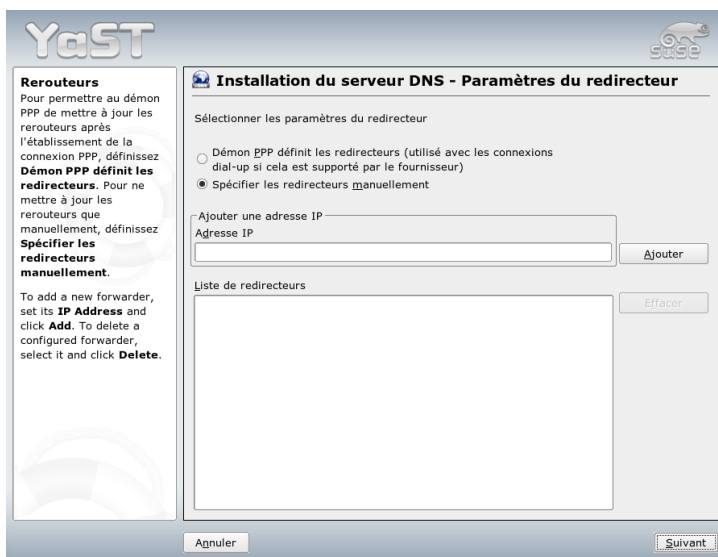 YaST
SUSE
Rerouteurs
Pour permettre au démon
PPP de mettre à jour les
rerouteurs après
l'établissement de la
connexion PPP, définissez
Démon PPP définit les
redirecteurs. Pour ne
mettre à jour les
rerouteurs que
manuellement, définissez
Spécifier les
redirecteurs
manuellement.
To add a new forwarder,
set its IP Address and
click Add. To delete a
configured forwarder,
select it and click Delete.
Installation du serveur DNS - Paramètres du redirecteur
Sélectionner les paramètres du redirecteur
Démon PPP définit les redirecteurs (utilisé avec les connexions
dial-up si cela est supporté par le fournisseur)
Spécifier les redirecteurs manuellement
Ajouter une adresse IP
Adresse IP
Ajouter
Liste de redirecteurs
Effacer
Annuler
Suivant